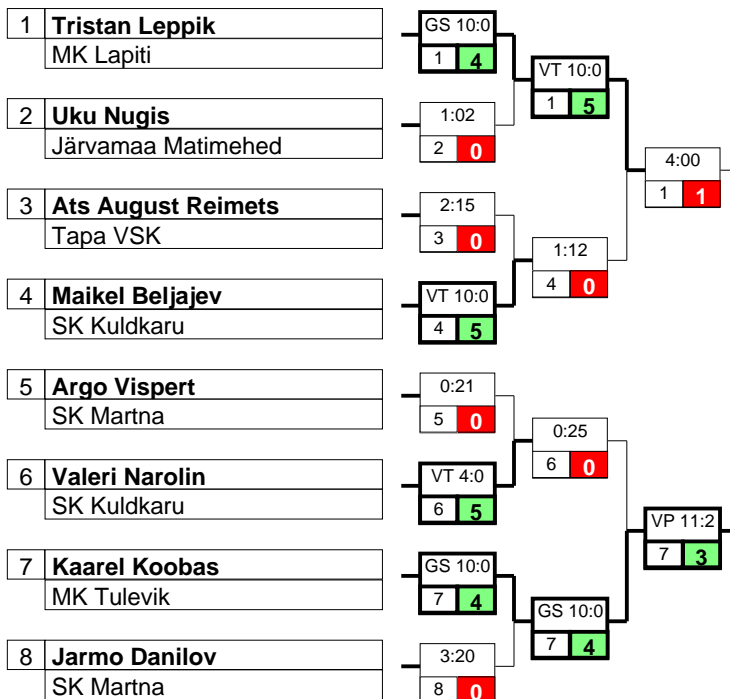 1 Tristan Leppik
MK Lapiti
GS 10:0
1 4
VT 10:0
1 5
2 Uku Nugis
Järvamaa Matimehed
1:02
2 0
4:00
1 1
3 Ats August Reimets
Tapa VSK
2:15
3 0
1:12
4 0
4 Maikel Beljajev
SK Kuldkaru
VT 10:0
4 5
5 Argo Vispert
SK Martna
0:21
5 0
0:25
6 0
6 Valeri Narolin
SK Kuldkaru
VT 4:0
6 5
VP 11:2
7 3
7 Kaarel Koobas
MK Tulevik
GS 10:0
7 4
GS 10:0
7 4
8 Jarmo Danilov
SK Martna
3:20
8 0